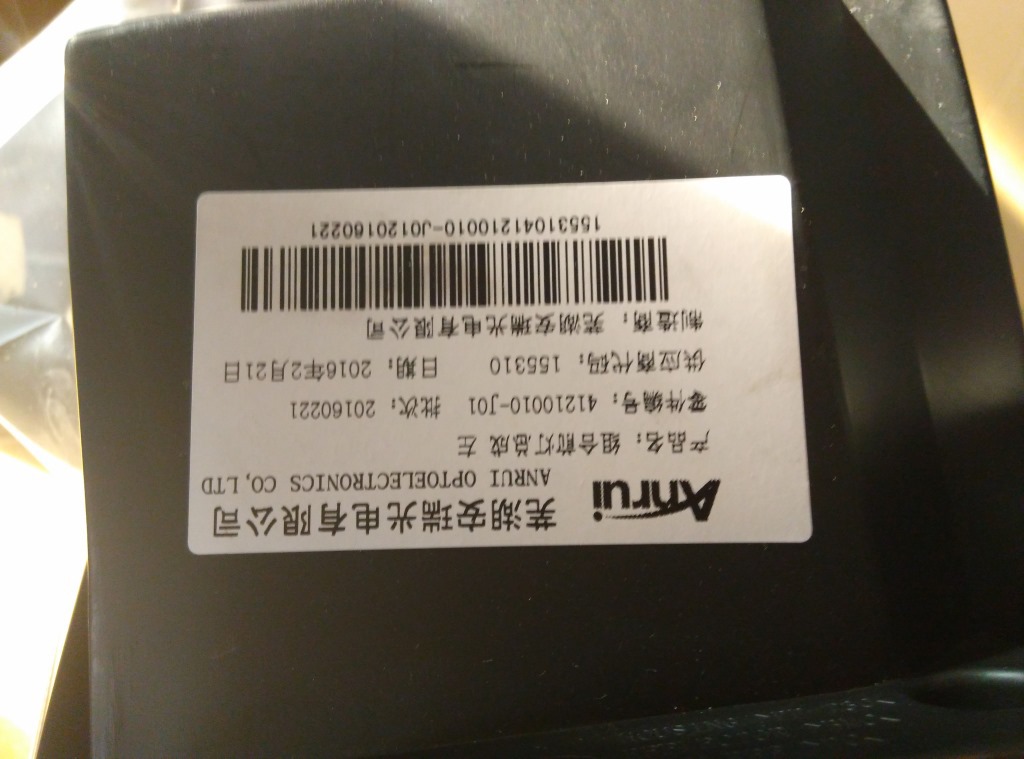 Anrui
芜湖安瑞光电有限公司
ANRUI OPTOELECTRONICS CO,LTD
产品名: 组合前灯总成 左
零件编号: 41210010-J01 批次: 20160221
供应商代码: 155310 日期: 2016年2月21日
制造商: 芜湖安瑞光电有限公司
15531041210010-J0120160221